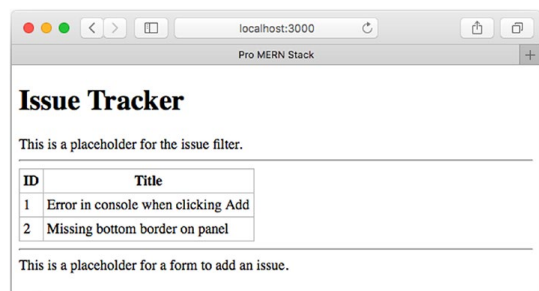 localhost:3000
Pro MERN Stack
Issue Tracker
This is a placeholder for the issue filter.
ID Title
1 Error in console when clicking Add
2 Missing bottom border on panel
This is a placeholder for a form to add an issue.